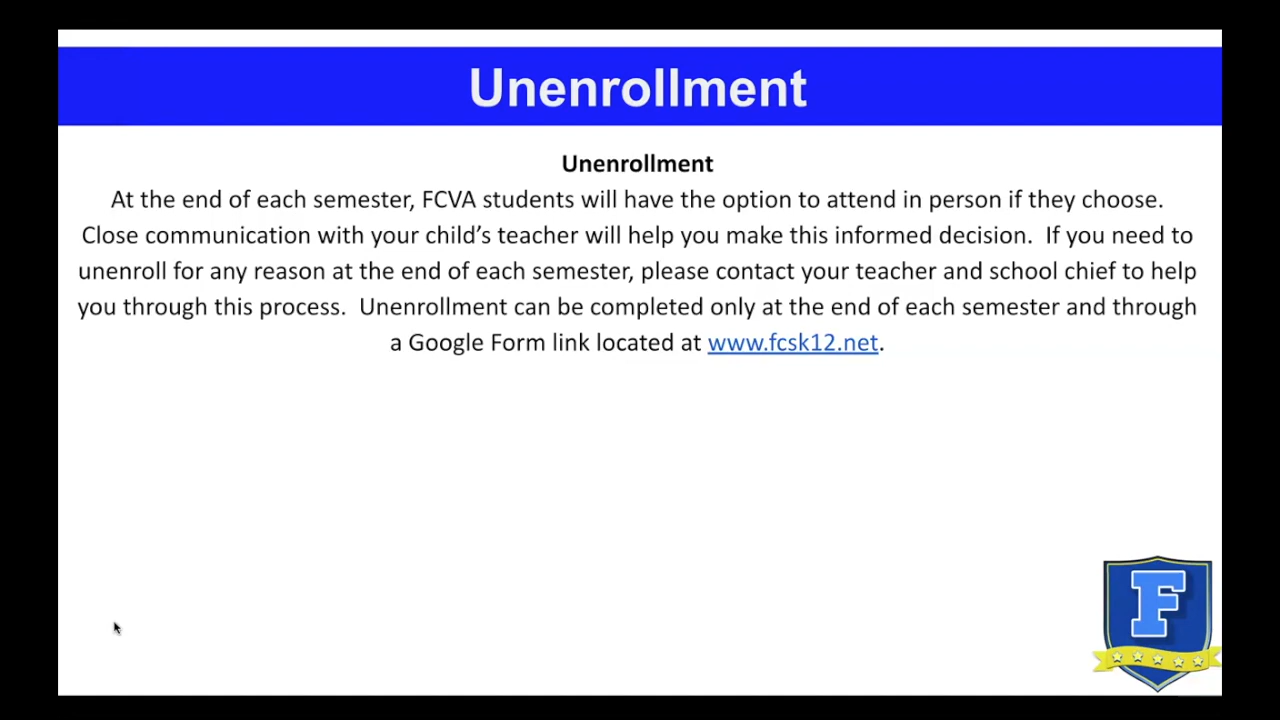 Unenrollment
Unenrollment
At the end of each semester, FCVA students will have the option to attend in person if they choose.
Close communication with your child’s teacher will help you make this informed decision.  If you need to
unenroll for any reason at the end of each semester, please contact your teacher and school chief to help
you through this process.  Unenrollment can be completed only at the end of each semester and through
a Google Form link located at www.fcsk12.net.
F